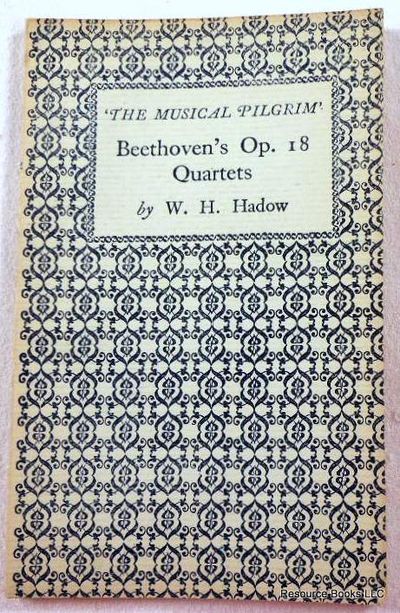 'THE MUSICAL PILGRIM'
Beethoven's Op. 18
Quartets
by W. H. Hadow
Resource Books LLC